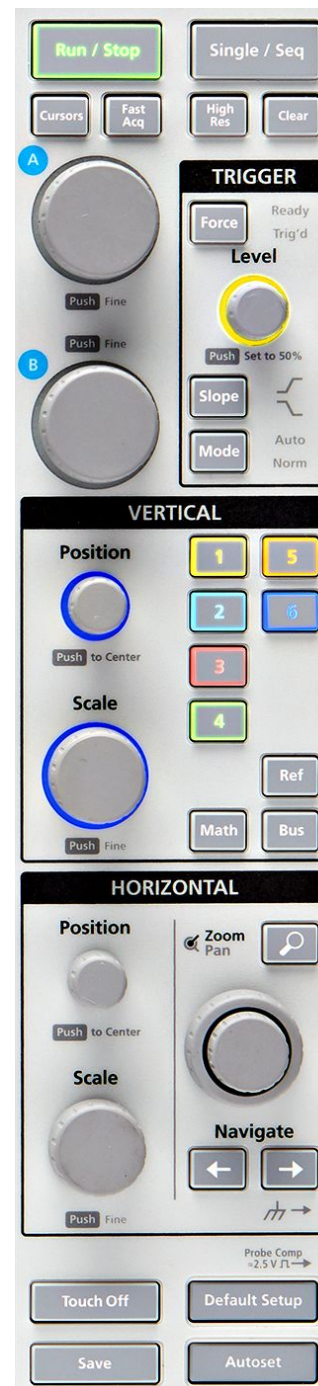 Run / Stop
Single / Seq
Cursors
Fast
Acq
High
Res
Clear
A
TRIGGER
Force
Ready
Trig'd
Level
Push Fine
Push Fine
Push Set to 50%
B
Slope
Mode
Auto
Norm
VERTICAL
Position
1
5
2
6
Push to Center
3
Scale
4
Ref
Push Fine
Math
Bus
HORIZONTAL
Position
Zoom
Pan
Push to Center
Scale
Navigate
Push Fine
Probe Comp
≈2.5 V
Touch Off
Default Setup
Save
Autoset